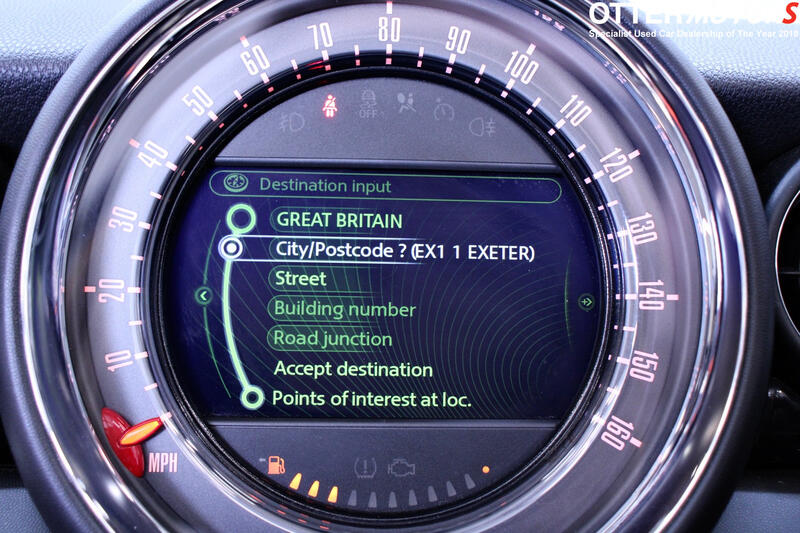 OTTERMOTORS
Specialist Used Car Dealership of The Year 2018
10
20
30
40
50
60
70
80
90
100
110
120
130
140
150
160
MPH
OFF
Destination input
GREAT BRITAIN
City/Postcode ? (EX1 1 EXETER)
Street
Building number
Road junction
Accept destination
Points of interest at loc.